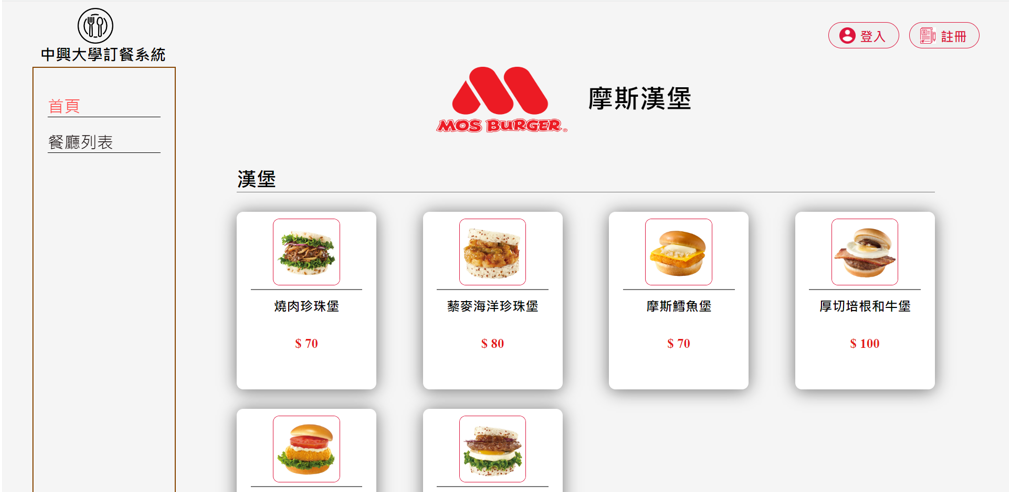 中興大學訂餐系統
登入
註冊
首頁
餐廳列表
MOS BURGER
摩斯漢堡
漢堡
燒肉珍珠堡
藜麥海洋珍珠堡
摩斯鱈魚堡
厚切培根和牛堡
$ 70
$ 80
$ 70
$ 100